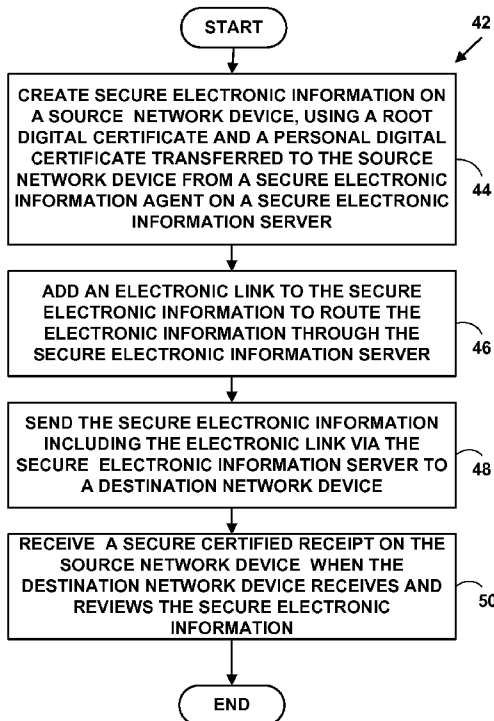 START
42
CREATE SECURE ELECTRONIC INFORMATION ON
A SOURCE NETWORK DEVICE, USING A ROOT
DIGITAL CERTIFICATE AND A PERSONAL DIGITAL
CERTIFICATE TRANSFERRED TO THE SOURCE
NETWORK DEVICE FROM A SECURE ELECTRONIC
INFORMATION AGENT ON A SECURE ELECTRONIC
INFORMATION SERVER
44
ADD AN ELECTRONIC LINK TO THE SECURE
ELECTRONIC INFORMATION TO ROUTE THE
ELECTRONIC INFORMATION THROUGH THE
SECURE ELECTRONIC INFORMATION SERVER
46
SEND THE SECURE ELECTRONIC INFORMATION
INCLUDING THE ELECTRONIC LINK VIA THE
SECURE ELECTRONIC INFORMATION SERVER TO
A DESTINATION NETWORK DEVICE
48
RECEIVE A SECURE CERTIFIED RECEIPT ON THE
SOURCE NETWORK DEVICE WHEN THE
DESTINATION NETWORK DEVICE RECEIVES AND
REVIEWS THE SECURE ELECTRONIC
INFORMATION
50
END